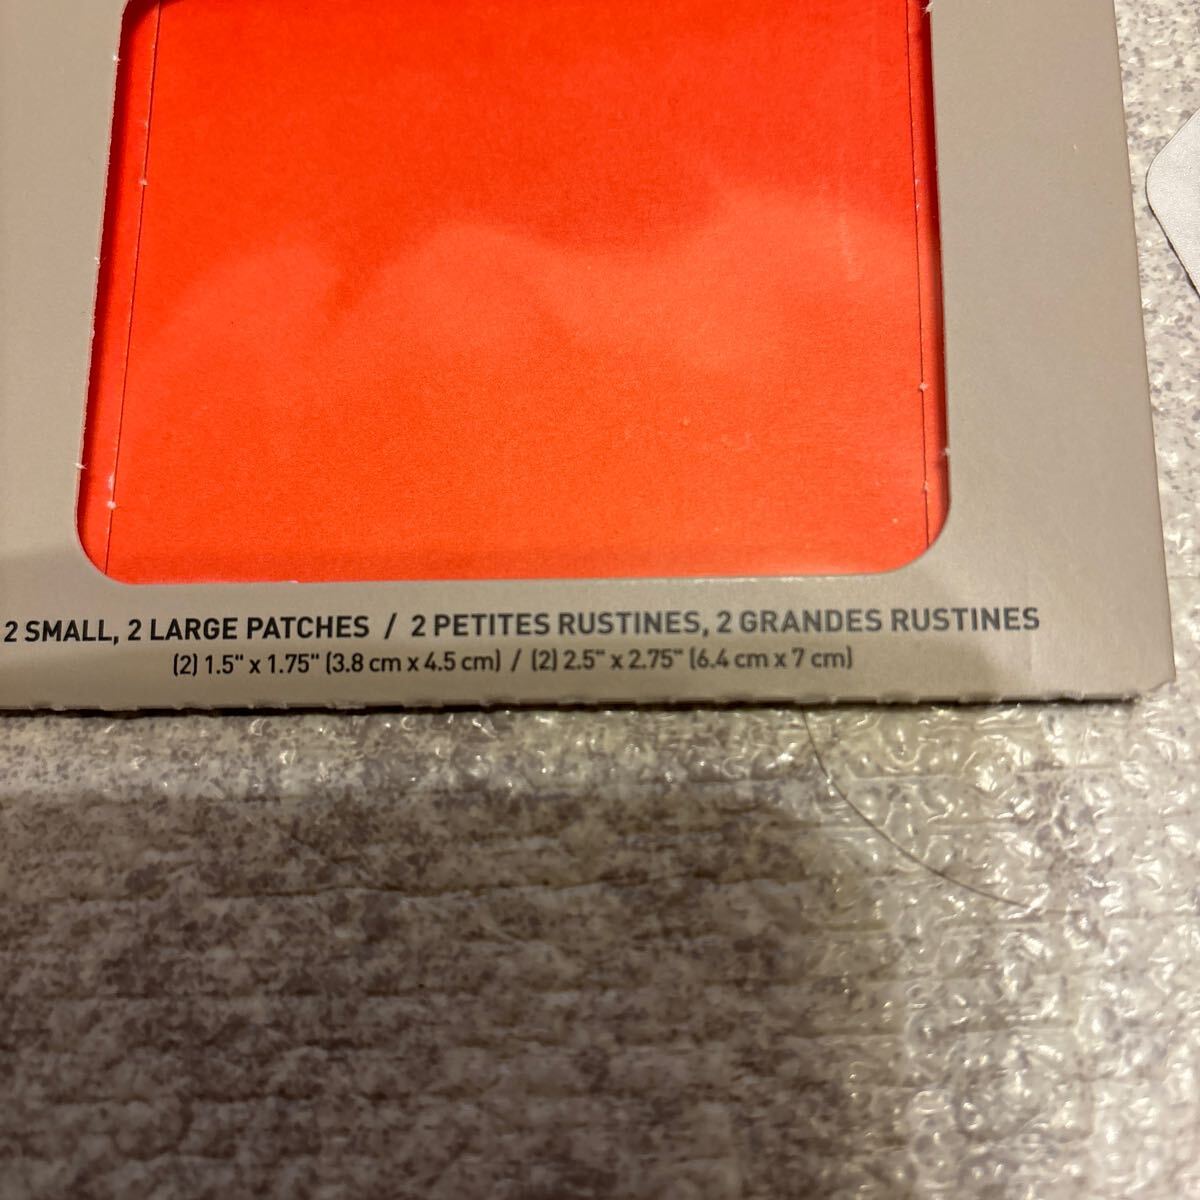 2 SMALL, 2 LARGE PATCHES / 2 PETITES RUSTINES, 2 GRANDES RUSTINES
(2) 1.5" x 1.75" (3.8 cm x 4.5 cm) / (2) 2.5" x 2.75" (6.4 cm x 7 cm)